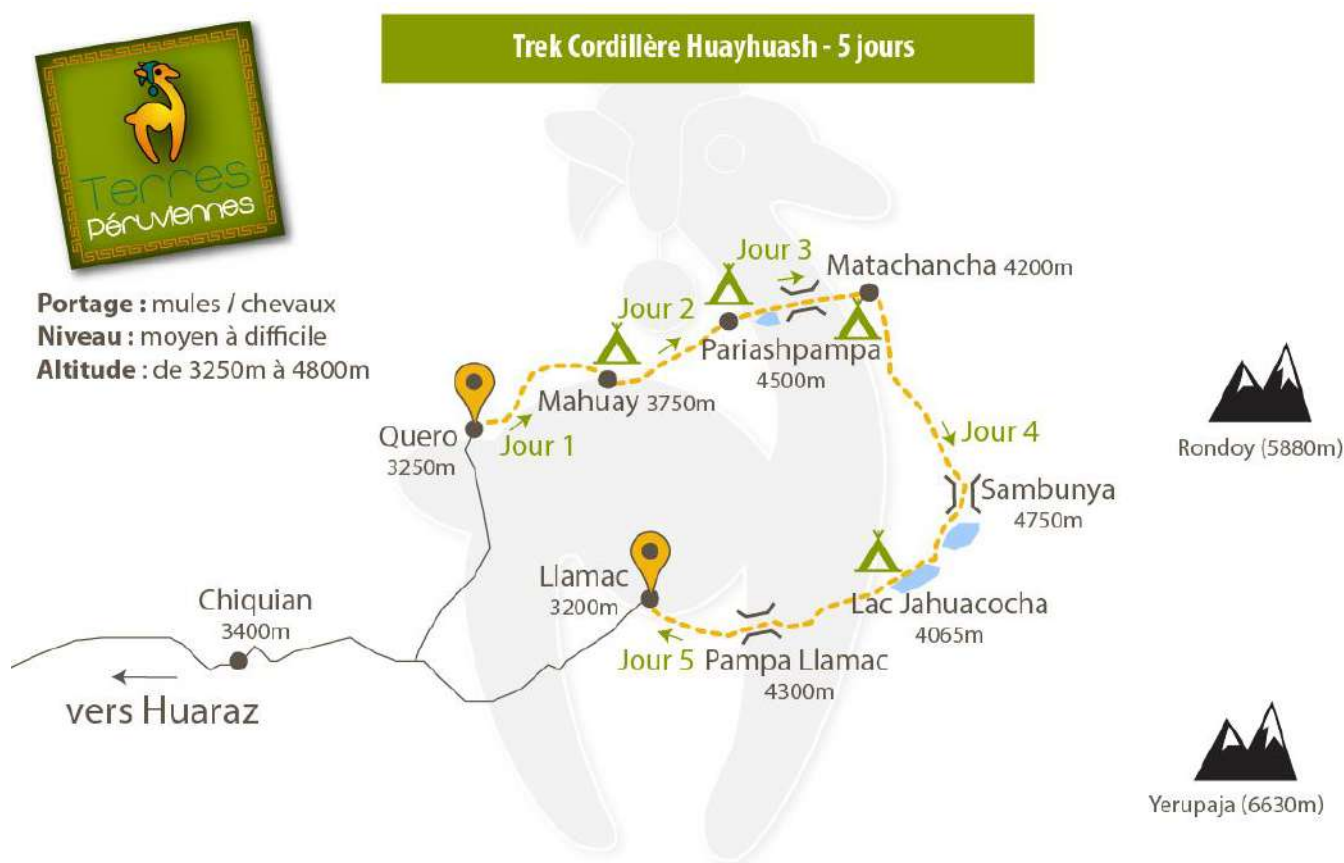 Trek Cordillère Huayhuash - 5 jours
Terres
Péruviennes
Portage : mules / chevaux
Niveau : moyen à difficile
Altitude : de 3250m à 4800m
Jour 3
Matachancha 4200m
Jour 2
Pariashpampa
4500m
Mahuay 3750m
Quero
3250m
Jour 1
Jour 4
Rondoy (5880m)
Sambunya
4750m
Llamac
3200m
Lac Jahuacocha
4065m
Chiquian
3400m
Jour 5
Pampa Llamac
4300m
vers Huaraz
Yerupaja (6630m)